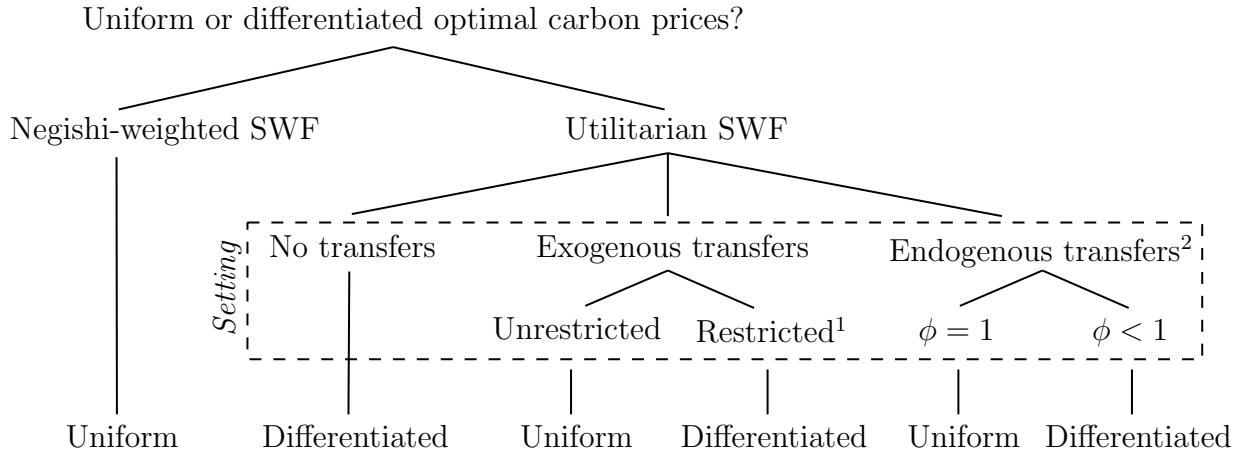 Uniform or differentiated optimal carbon prices?
Negishi-weighted SWF Utilitarian SWF
Setting
No transfers Exogenous transfers Endogenous transfers²
Unrestricted Restricted¹ ϕ = 1 ϕ < 1
Uniform Differentiated Uniform Differentiated Uniform Differentiated